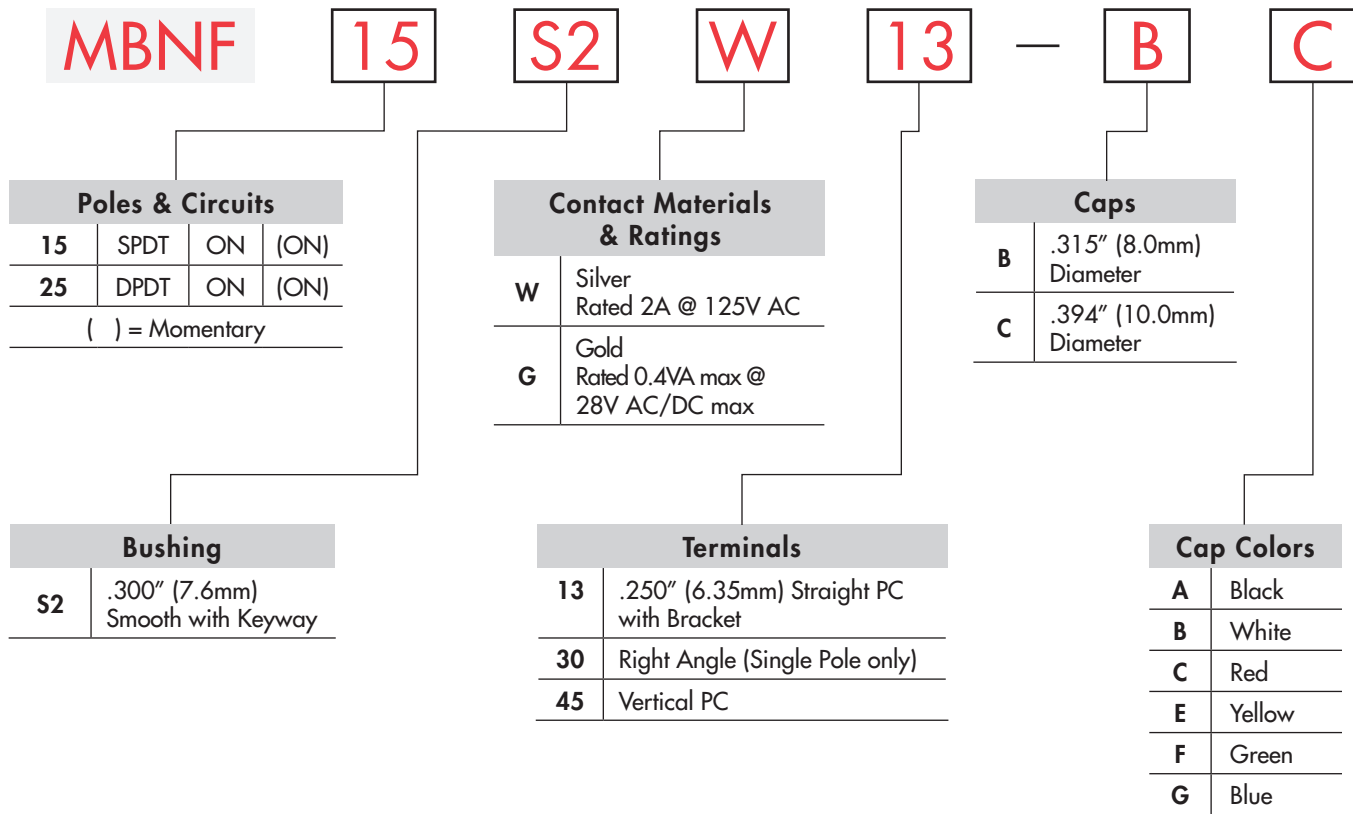 MBNF 15 S2 W 13 — B C
Poles & Circuits
15 SPDT ON (ON)
25 DPDT ON (ON)
( ) = Momentary
Contact Materials
& Ratings
W Silver
Rated 2A @ 125V AC
G Gold
Rated 0.4VA max @
28V AC/DC max
Caps
B .315" (8.0mm)
Diameter
C .394" (10.0mm)
Diameter
Bushing
S2 .300" (7.6mm)
Smooth with Keyway
Terminals
13 .250" (6.35mm) Straight PC
with Bracket
30 Right Angle (Single Pole only)
45 Vertical PC
Cap Colors
A Black
B White
C Red
E Yellow
F Green
G Blue